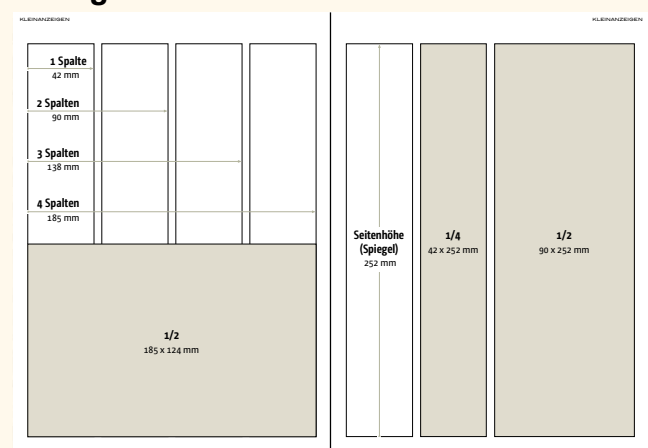 KLEINANZEIGEN
1 Spalte
42 mm
2 Spalten
90 mm
3 Spalten
138 mm
4 Spalten
185 mm
1/2
185 x 124 mm
KLEINANZEIGEN
Seitenhöhe
(Spiegel)
252 mm
1/4
42 x 252 mm
1/2
90 x 252 mm